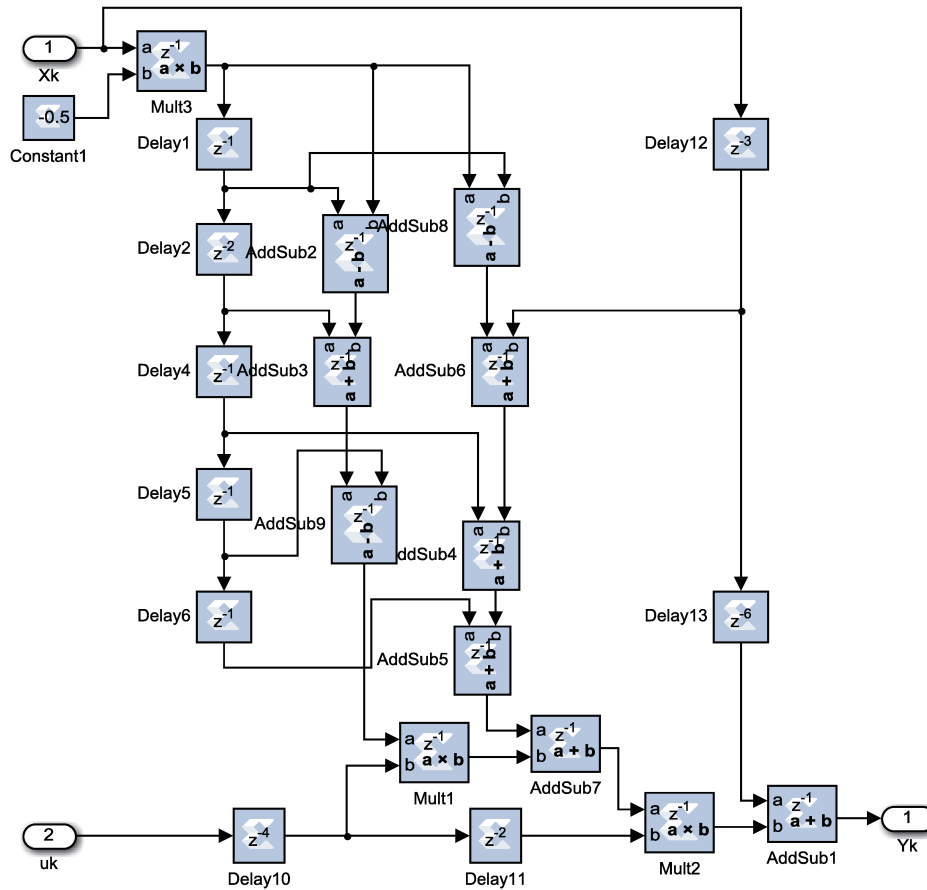 1
Xk
a
b
z-1
a × b
Mult3
-0.5
Constant1
Delay1
z-1
Delay12
z-3
Delay2
z-2
AddSub2
a
b
z-1
a - b
AddSub8
a
b
z-1
a - b
Delay4
z-1
AddSub3
a
b
z-1
a + b
AddSub6
a
b
z-1
a + b
Delay5
z-1
AddSub9
a
b
z-1
a - b
ddSub4
a
b
z-1
a + b
Delay6
z-1
Delay13
z-6
AddSub5
a
b
z-1
a + b
a
b
z-1
a × b
Mult1
a
b
z-1
a + b
AddSub7
2
uk
z-4
Delay10
z-2
Delay11
a
b
z-1
a × b
Mult2
a
b
z-1
a + b
AddSub1
1
Yk